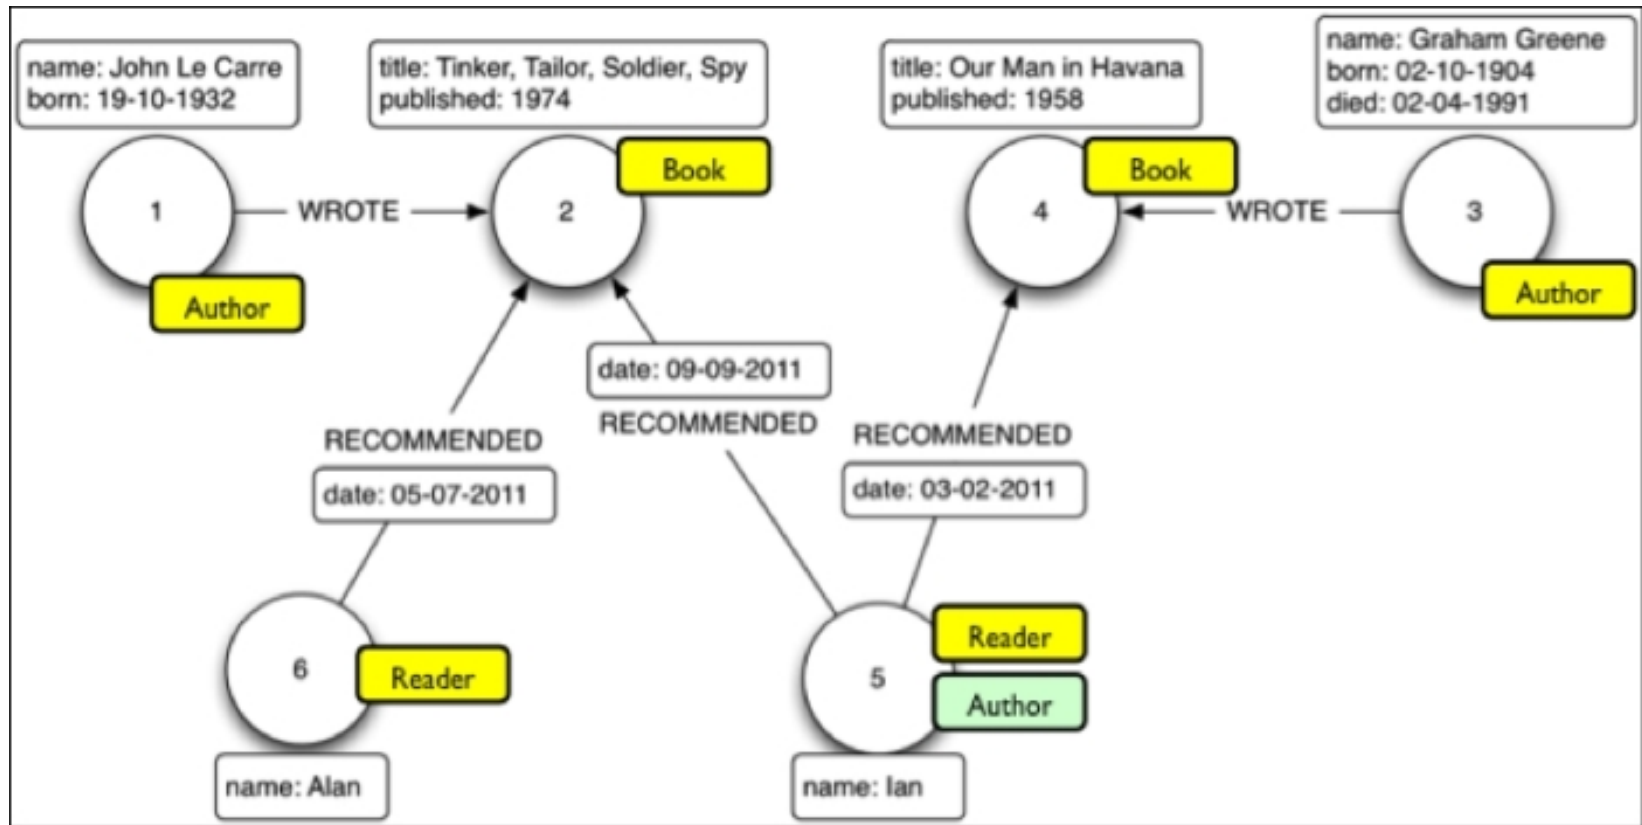 name: John Le Carre
born: 19-10-1932
title: Tinker, Tailor, Soldier, Spy
published: 1974
title: Our Man in Havana
published: 1958
name: Graham Greene
born: 02-10-1904
died: 02-04-1991
Book
Book
1
WROTE
2
4
WROTE
3
Author
Author
date: 09-09-2011
RECOMMENDED
RECOMMENDED
RECOMMENDED
date: 05-07-2011
date: 03-02-2011
Reader
6
Reader
5
Author
name: Alan
name: Ian